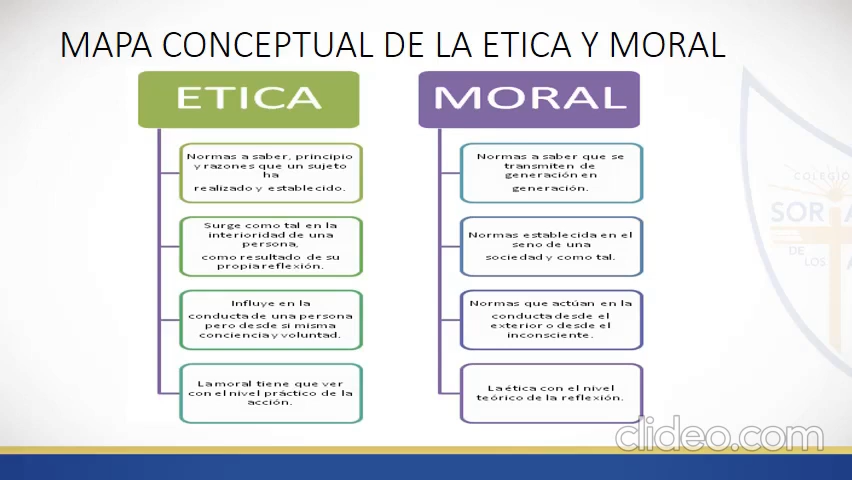 MAPA CONCEPTUAL DE LA ETICA Y MORAL
ETICA
Normas a saber, principio
y razones que un sujeto
ha
realizado y establecido.
Surge como tal en la
interioridad de una
persona,
como resultado de su
propia reflexión.
Influye en la
conducta de una persona
pero desde si misma
conciencia y voluntad.
La moral tiene que ver
con el nivel práctico de la
acción.
MORAL
Normas a saber que se
transmiten de
generación en
generación.
Normas establecida en el
seno de una
sociedad y como tal.
Normas que actúan en la
conducta desde el
exterior o desde el
inconsciente.
La ética con el nivel
teórico de la reflexión.
COLEGIO
SOR
DE
LOS
clideo.com